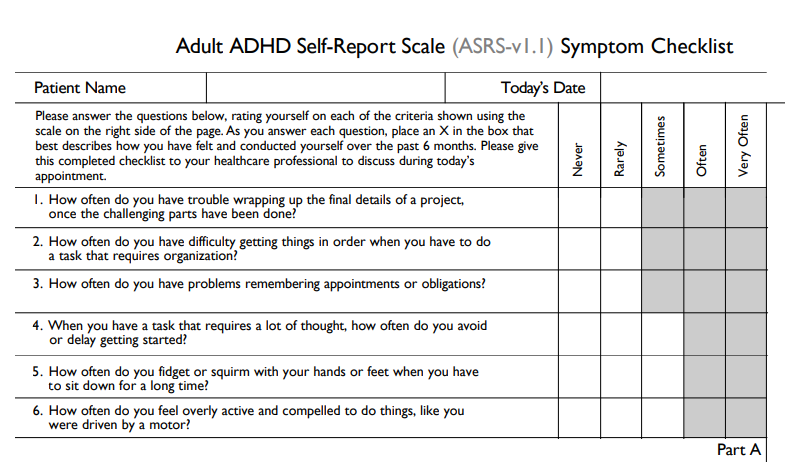 Adult ADHD Self-Report Scale (ASRS-v1.1) Symptom Checklist
Patient Name
Today's Date
Please answer the questions below, rating yourself on each of the criteria shown using the
scale on the right side of the page. As you answer each question, place an X in the box that
best describes how you have felt and conducted yourself over the past 6 months. Please give
this completed checklist to your healthcare professional to discuss during today's
appointment.
Never
Rarely
Sometimes
Often
Very Often
1. How often do you have trouble wrapping up the final details of a project,
once the challenging parts have been done?
2. How often do you have difficulty getting things in order when you have to do
a task that requires organization?
3. How often do you have problems remembering appointments or obligations?
4. When you have a task that requires a lot of thought, how often do you avoid
or delay getting started?
5. How often do you fidget or squirm with your hands or feet when you have
to sit down for a long time?
6. How often do you feel overly active and compelled to do things, like you
were driven by a motor?
Part A